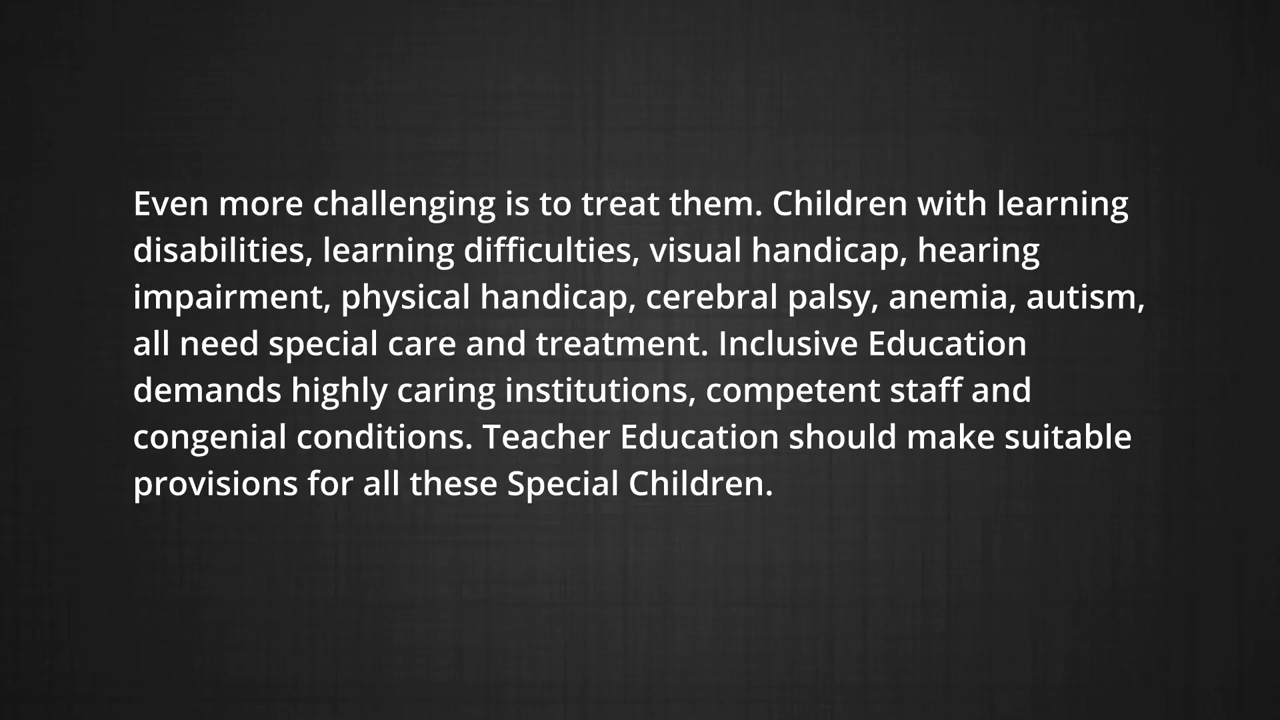 Even more challenging is to treat them. Children with learning
disabilities, learning difficulties, visual handicap, hearing
impairment, physical handicap, cerebral palsy, anemia, autism,
all need special care and treatment. Inclusive Education
demands highly caring institutions, competent staff and
congenial conditions. Teacher Education should make suitable
provisions for all these Special Children.